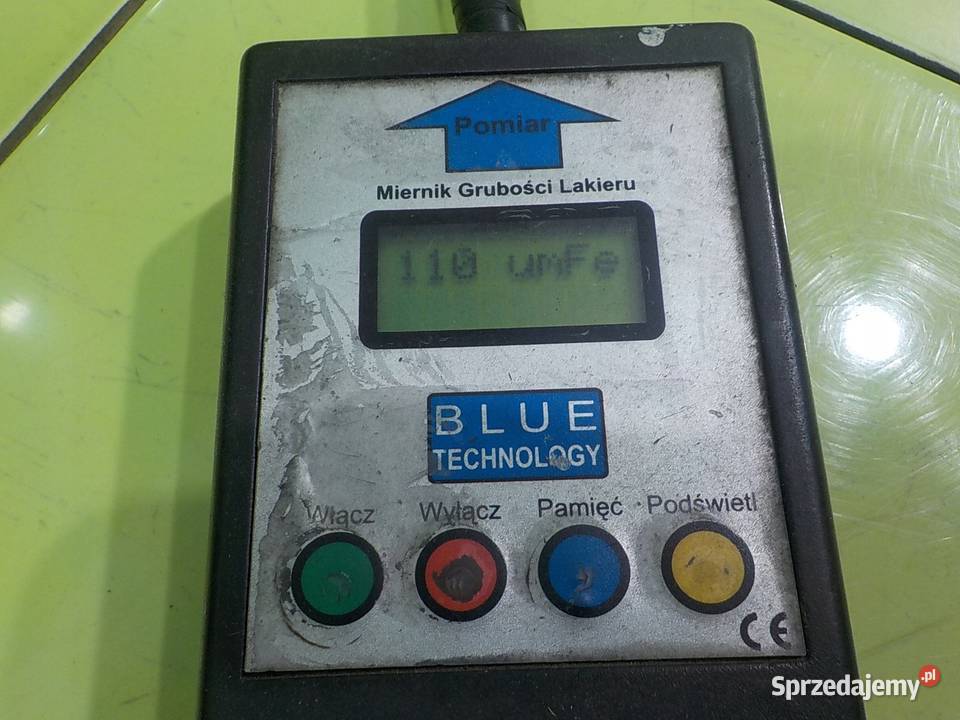 Pomiar
Miernik Grubości Lakieru
110 umFe
BLUE
TECHNOLOGY
Włącz Wyłącz Pamięć Podświetl
CE
Sprzedajemy.pl